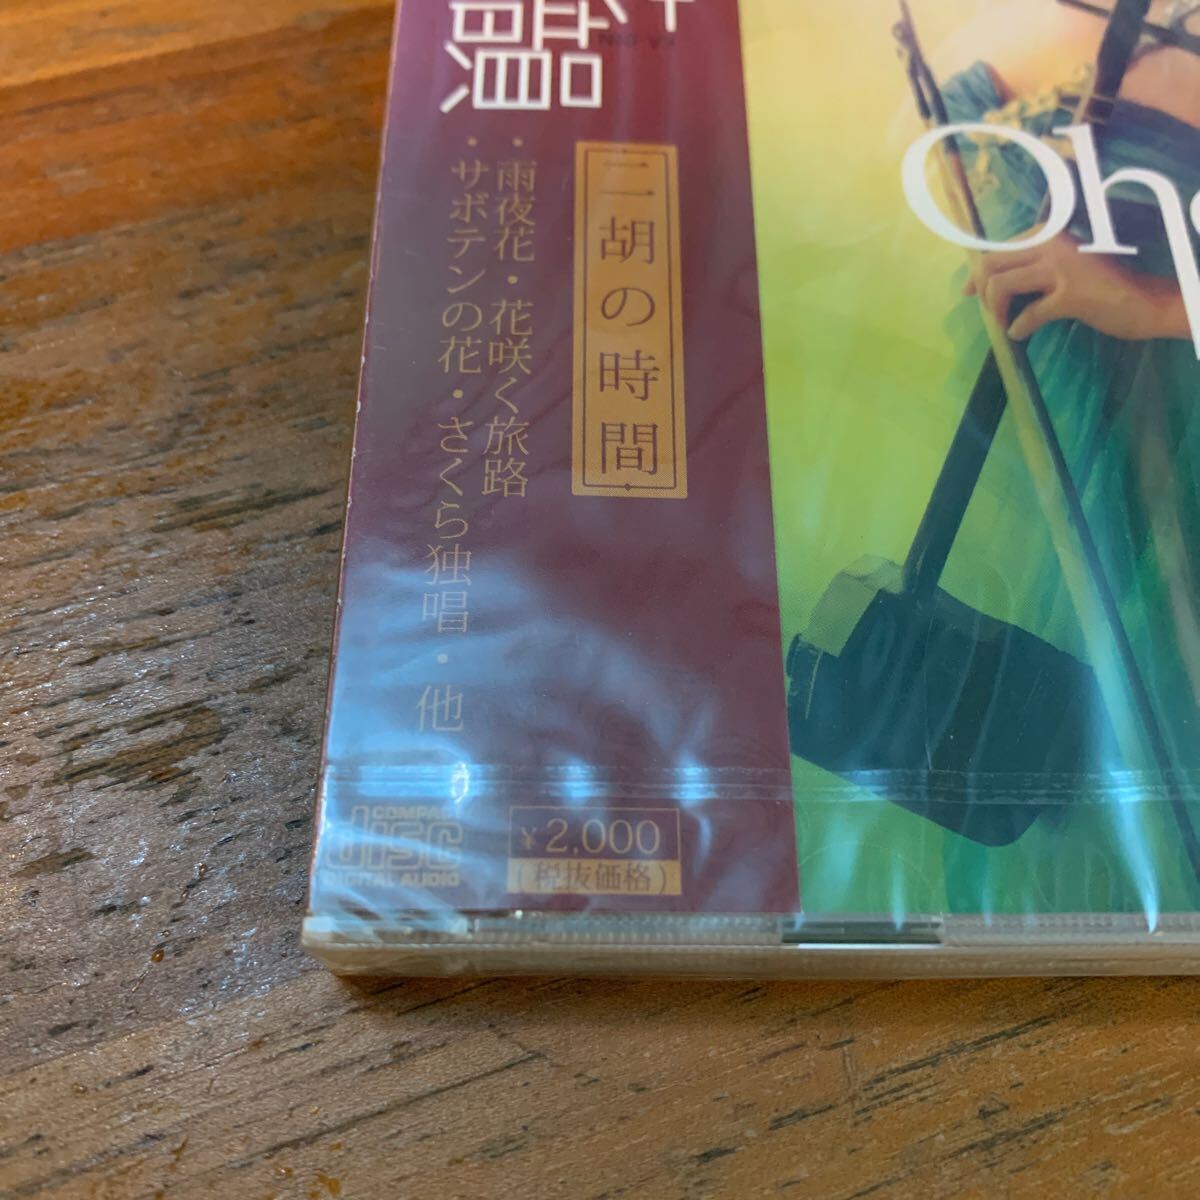 二胡の時間
・雨夜花・花咲く旅路
・サボテンの花・さくら独唱・他
COMPACT
disc
DIGITAL AUDIO
¥2,000
(税抜価格)
Oh